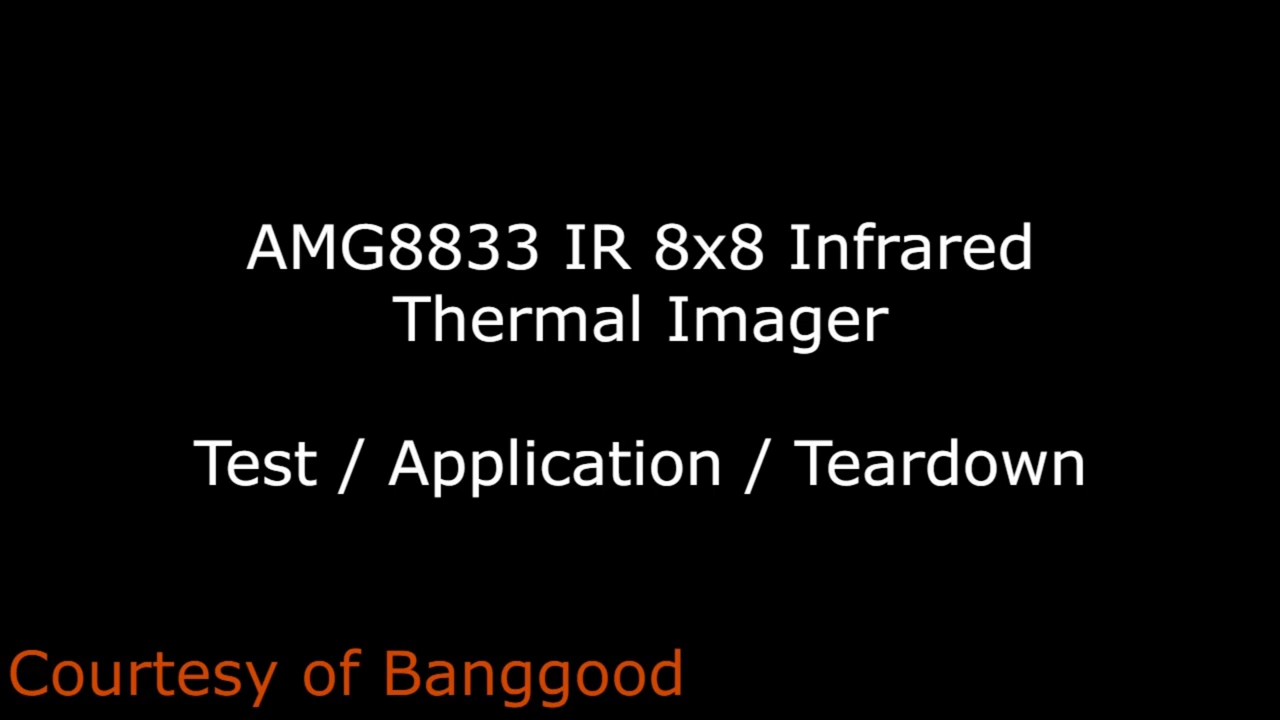 AMG8833 IR 8x8 Infrared
Thermal Imager
Test / Application / Teardown
Courtesy of Banggood